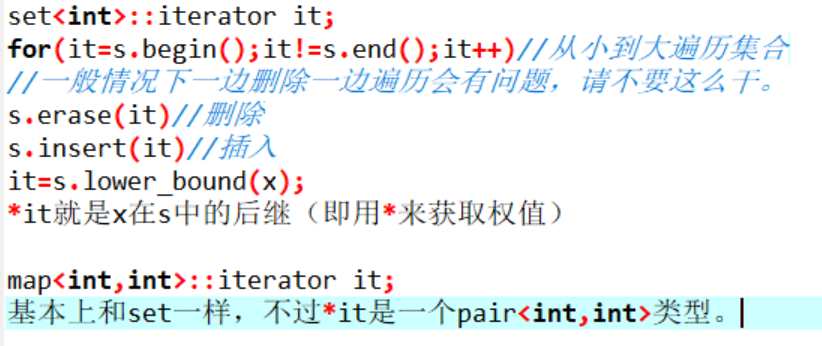 set<int>::iterator it;
for(it=s.begin();it!=s.end();it++)//从小到大遍历集合
//一般情况下一边删除一边遍历会有问题，请不要这么干。
s.erase(it)//删除
s.insert(it)//插入
it=s.lower_bound(x);
*it就是x在s中的后继（即用*来获取权值）
map<int,int>::iterator it;
基本上和set一样，不过*it是一个pair<int,int>类型。